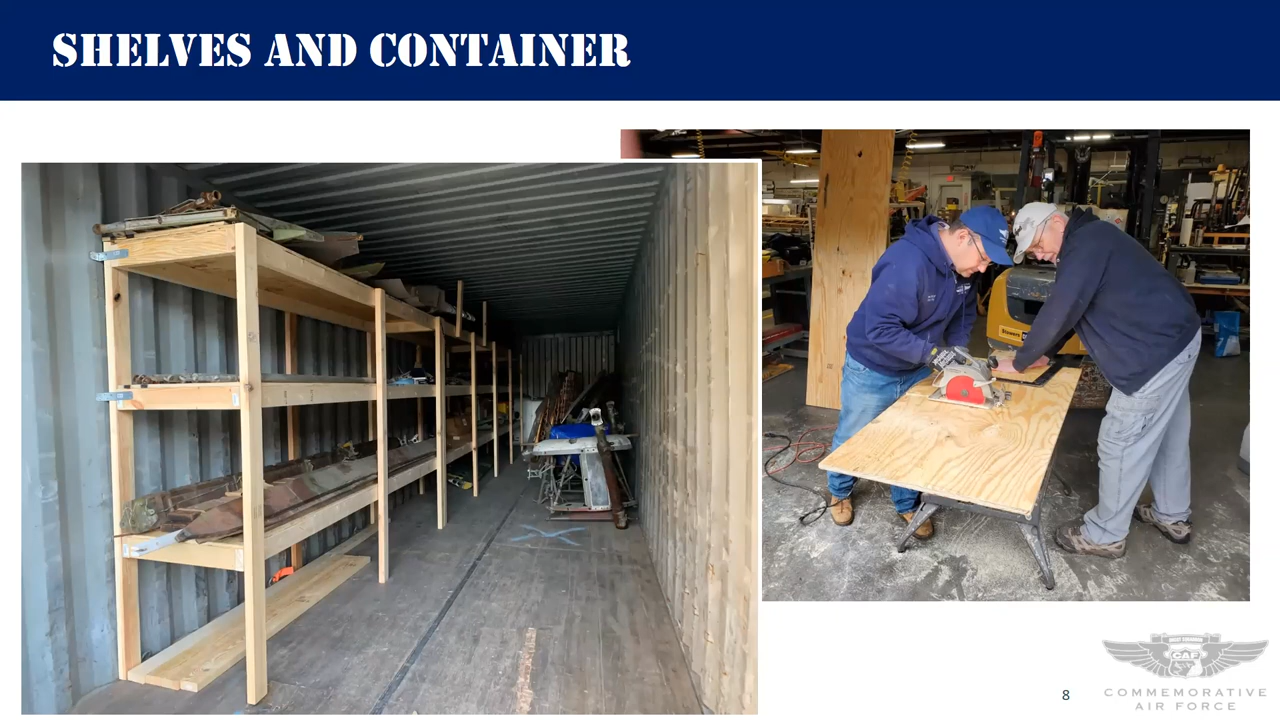 SHELVES AND CONTAINER
8
CAF
COMMEMORATIVE
AIR FORCE